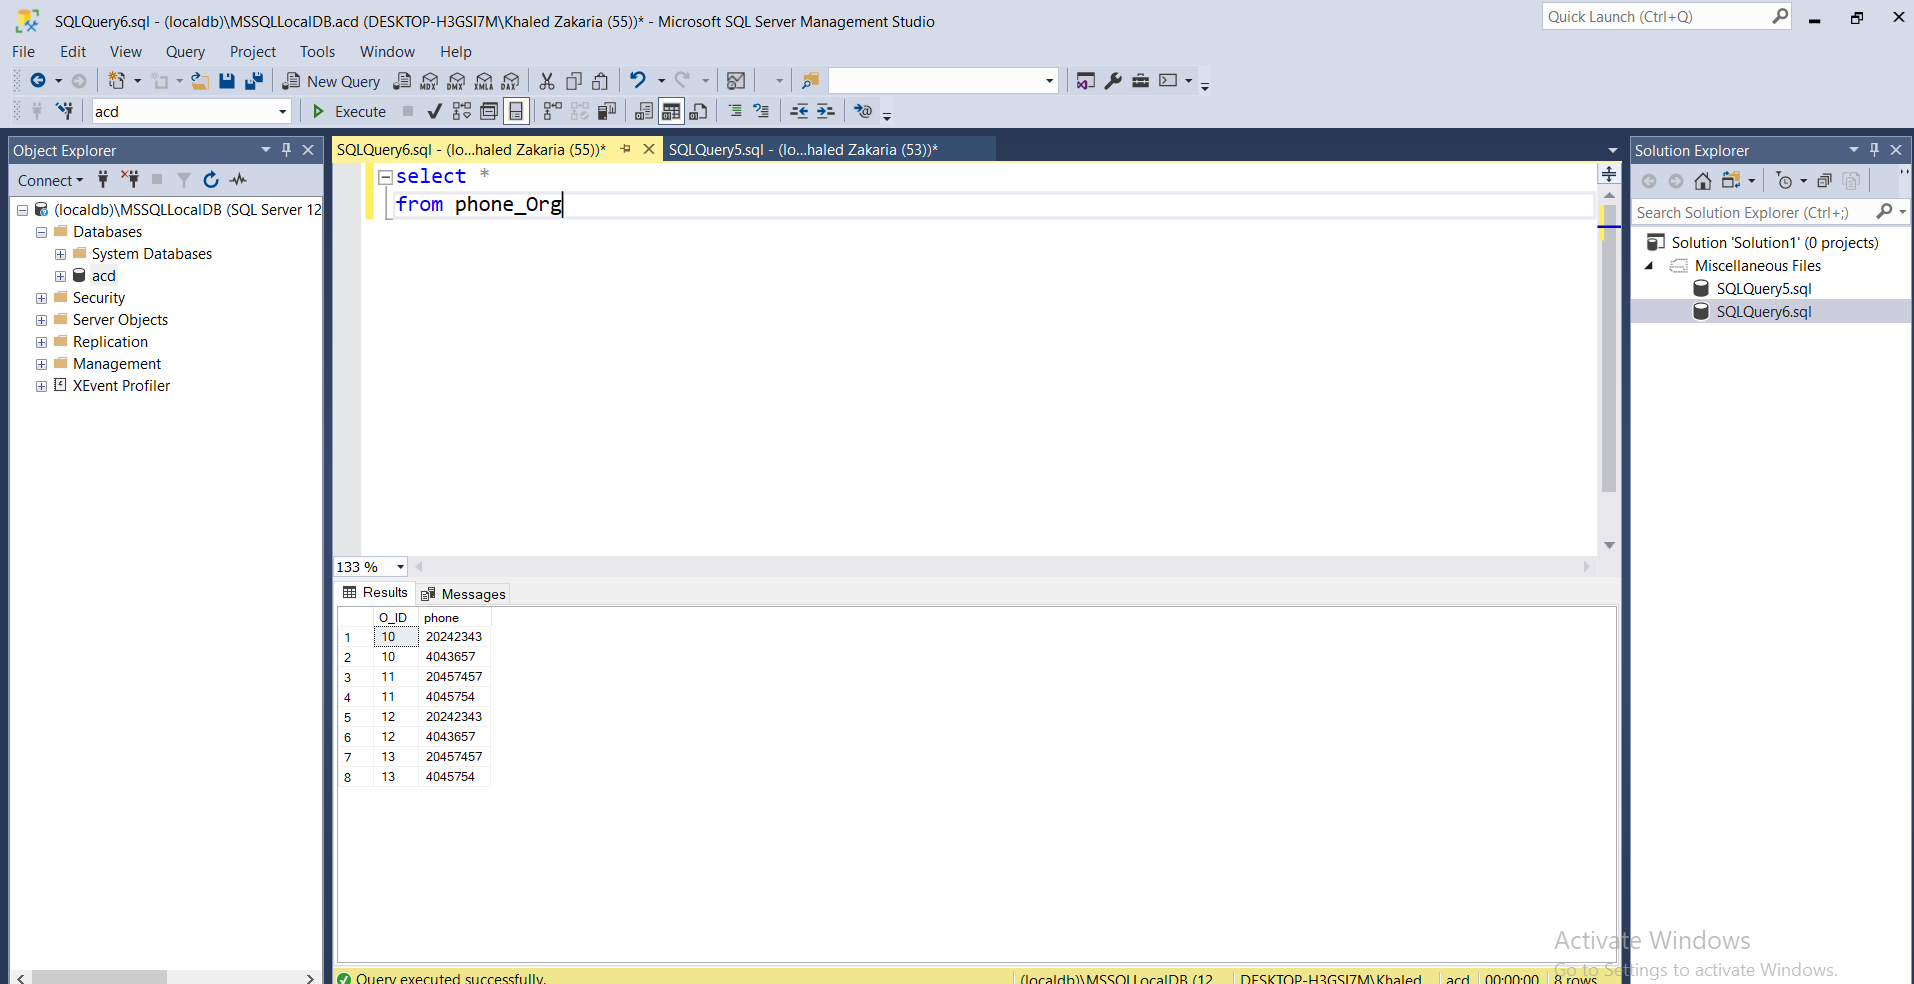 SQLQuery6.sql - (localdb)\MSSQLLocalDB.acd (DESKTOP-H3GSI7M\Khaled Zakaria (55))* - Microsoft SQL Server Management Studio
Quick Launch (Ctrl+Q)
File Edit View Query Project Tools Window Help
New Query MDX DMX XMLA DAX
acd Execute
Object Explorer
Connect
(localdb)\MSSQLLocalDB (SQL Server 12
Databases
System Databases
acd
Security
Server Objects
Replication
Management
XEvent Profiler
SQLQuery6.sql - (lo...haled Zakaria (55))* SQLQuery5.sql - (lo...haled Zakaria (53))*
select *
from phone_Org
133 %
Results Messages
O_ID phone
1 10 20242343
2 10 4043657
3 11 20457457
4 11 4045754
5 12 20242343
6 12 4043657
7 13 20457457
8 13 4045754
Query executed successfully. (localdb)\MSSQLLocalDB (12 ... DESKTOP-H3GSI7M\Khaled ... acd 00:00:00 8 rows
Solution Explorer
Search Solution Explorer (Ctrl+;)
Solution 'Solution1' (0 projects)
Miscellaneous Files
SQLQuery5.sql
SQLQuery6.sql
Activate Windows
Go to Settings to activate Windows.